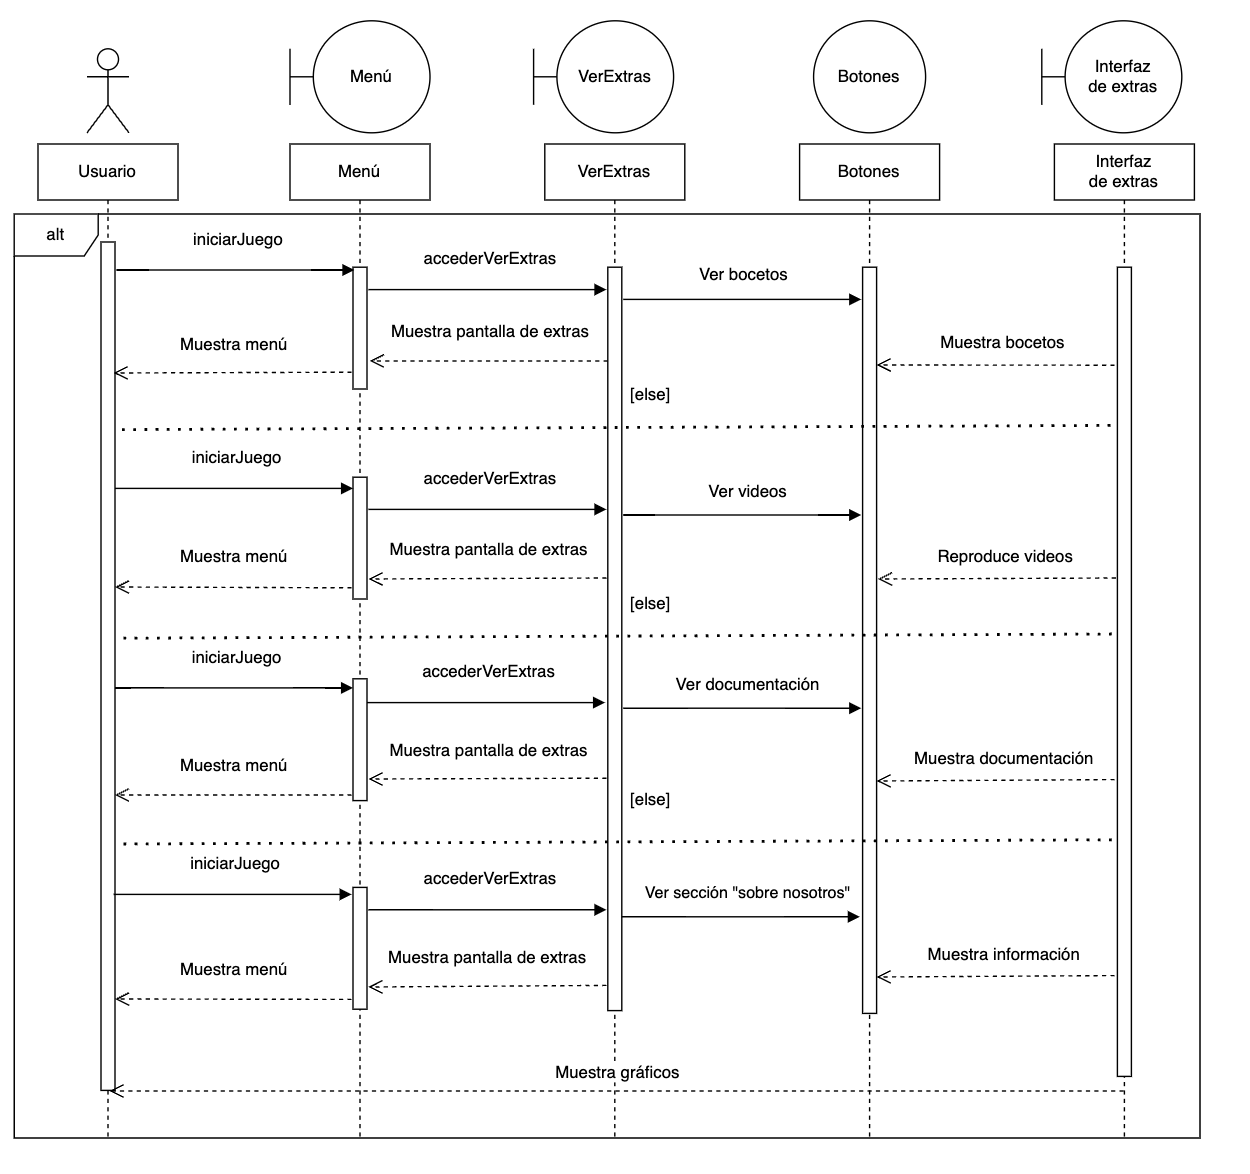 Menú
VerExtras
Botones
Interfaz
de extras
Usuario
Menú
VerExtras
Botones
Interfaz
de extras
alt
iniciarJuego
accederVerExtras
Ver bocetos
Muestra pantalla de extras
Muestra menú
Muestra bocetos
[else]
iniciarJuego
accederVerExtras
Ver videos
Muestra pantalla de extras
Muestra menú
Reproduce videos
[else]
iniciarJuego
accederVerExtras
Ver documentación
Muestra pantalla de extras
Muestra menú
Muestra documentación
[else]
iniciarJuego
accederVerExtras
Ver sección "sobre nosotros"
Muestra pantalla de extras
Muestra menú
Muestra información
Muestra gráficos